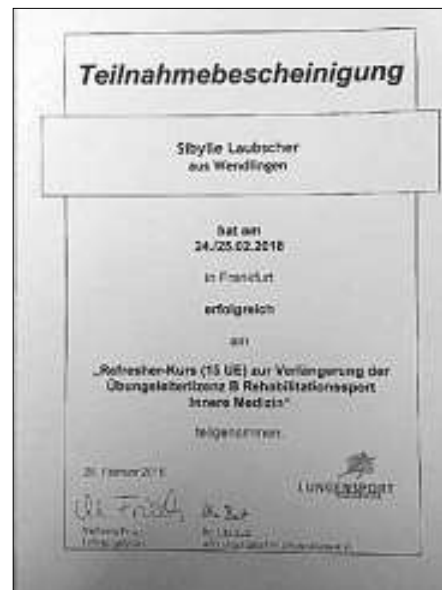 Teilnahmebescheinigung
Sibylle Laubscher
aus Wendlingen
hat am
24./25.02.2018
in Frankfurt
erfolgreich
am
„Refresher-Kurs (15 UE) zur Verlängerung der
Übungsleiterlizenz B Rehabilitationssport
Innere Medizin“
teilgenommen.
Februar 2018
LUNGENSPORT